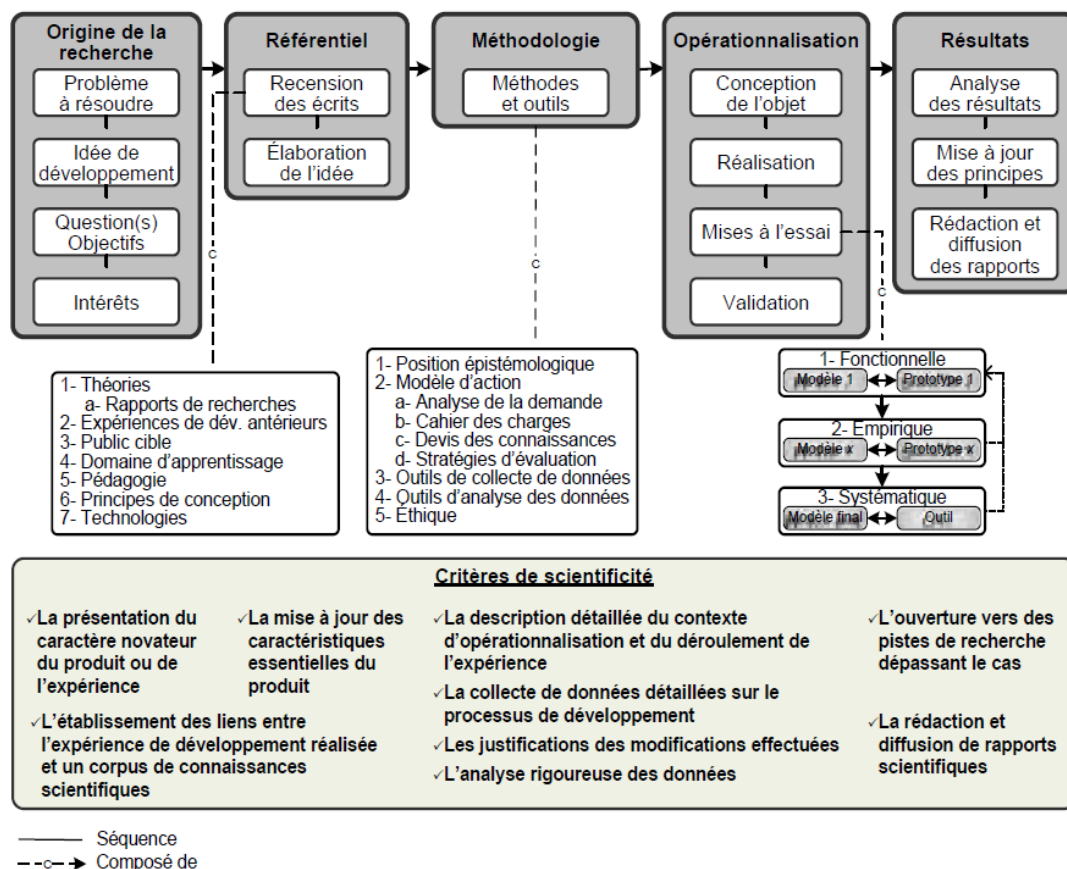 Origine de la
recherche
Problème
à résoudre
Idée de
développement
Question(s)
Objectifs
Intérêts
Référentiel
Recension
des écrits
Élaboration
de l'idée
Méthodologie
Méthodes
et outils
Opérationnalisation
Conception
de l'objet
Réalisation
Mises à l'essai
Validation
Résultats
Analyse
des résultats
Mise à jour
des principes
Rédaction et
diffusion
des rapports
c
c
c
1- Théories
a- Rapports de recherches
2- Expériences de dév. antérieurs
3- Public cible
4- Domaine d'apprentissage
5- Pédagogie
6- Principes de conception
7- Technologies
1- Position épistémologique
2- Modèle d'action
a- Analyse de la demande
b- Cahier des charges
c- Devis des connaissances
d- Stratégies d'évaluation
3- Outils de collecte de données
4- Outils d'analyse des données
5- Éthique
1- Fonctionnelle
Modèle 1 Prototype 1
2- Empirique
Modèle x Prototype x
3- Systématique
Modèle final Outil
Critères de scientificité
✓La présentation du
caractère novateur
du produit ou de
l'expérience
✓La mise à jour des
caractéristiques
essentielles du
produit
✓L'établissement des liens entre
l'expérience de développement réalisée
et un corpus de connaissances
scientifiques
✓La description détaillée du contexte
d'opérationnalisation et du déroulement de
l'expérience
✓La collecte de données détaillées sur le
processus de développement
✓Les justifications des modifications effectuées
✓L'analyse rigoureuse des données
✓L'ouverture vers des
pistes de recherche
dépassant le cas
✓La rédaction et
diffusion de rapports
scientifiques
Séquence
c Composé de